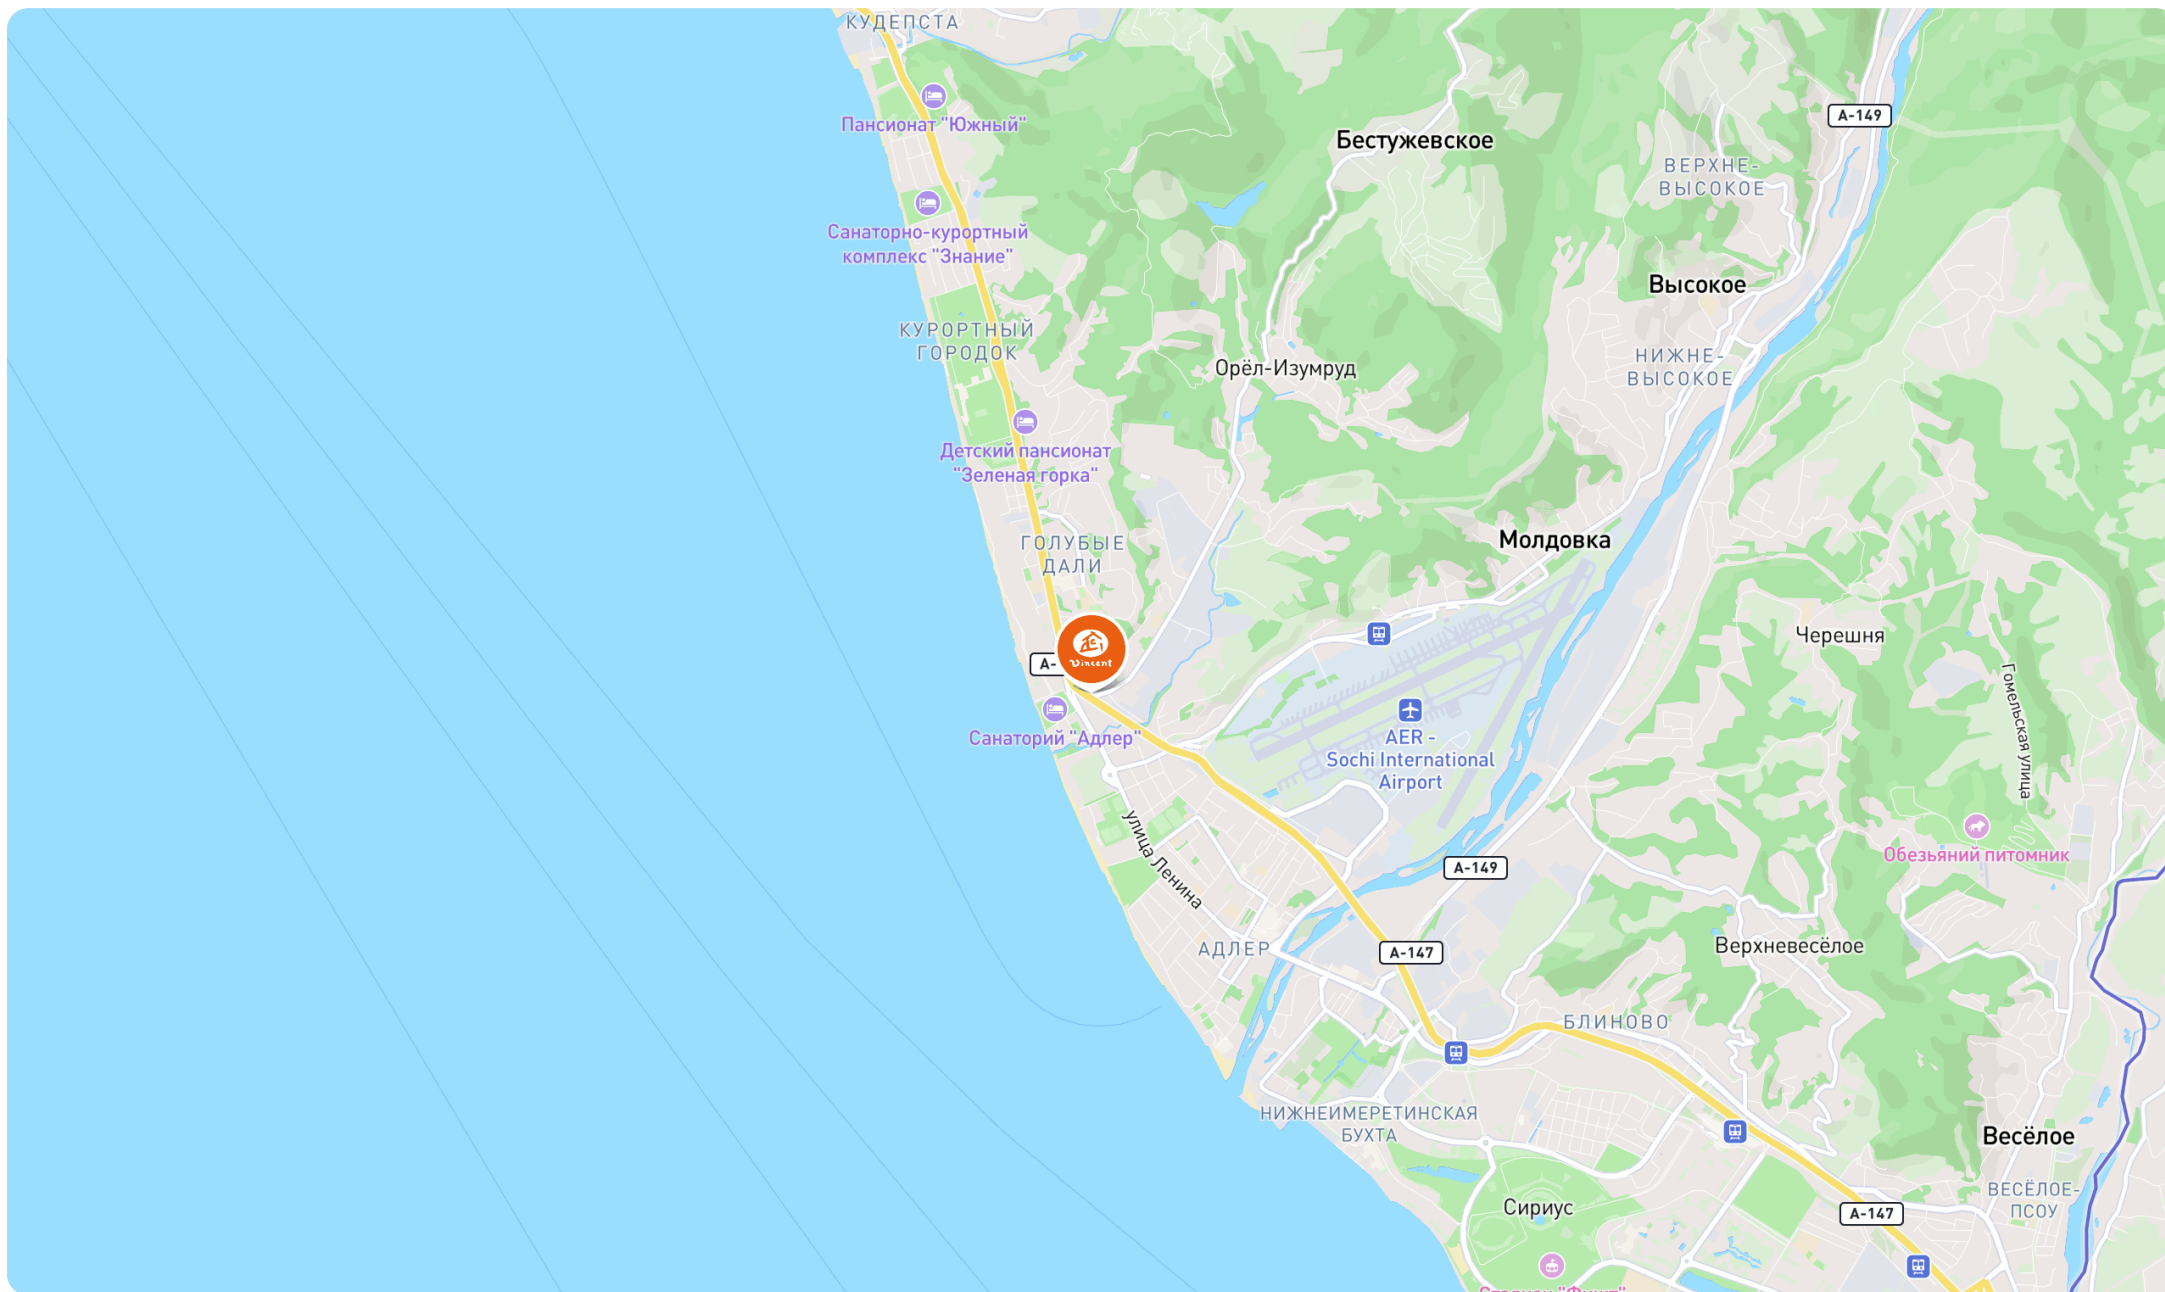 КУДЕПСТА
Пансионат "Южный"
Бестужевское
А-149
ВЕРХНЕ-
ВЫСОКОЕ
Санаторно-курортный
комплекс "Знание"
Высокое
КУРОРТНЫЙ
ГОРОДОК
Орёл-Изумруд
НИЖНЕ-
ВЫСОКОЕ
Детский пансионат
"Зеленая горка"
ГОЛУБЫЕ
ДАЛИ
Молдовка
Черешня
Vincent
А-
Гомельская улица
Санаторий "Адлер"
AER -
Sochi International
Airport
улица Ленина
Обезьяний питомник
А-149
АДЛЕР
А-147
Верхневесёлое
БЛИНОВО
НИЖНЕИМЕРЕТИНСКАЯ
БУХТА
Весёлое
ВЕСЁЛОЕ-
ПСОУ
Сириус
А-147
Стадион "Фишт"